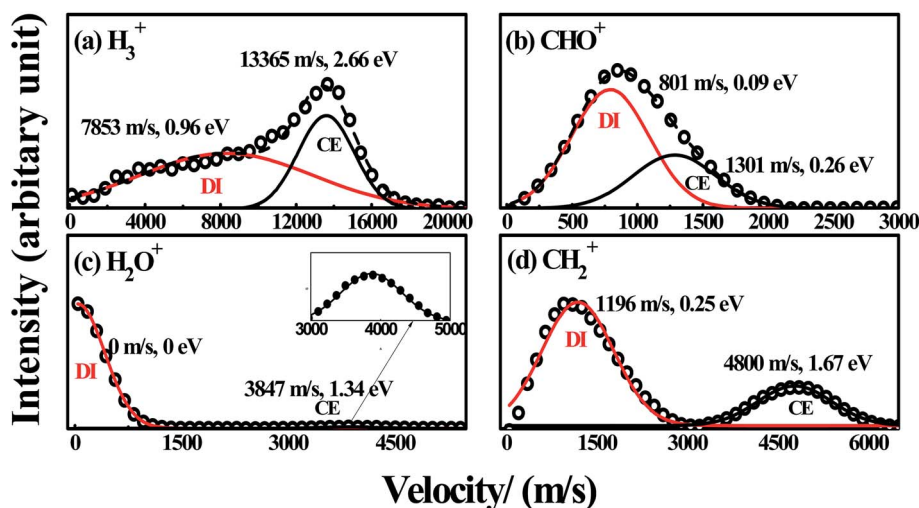 Intensity (arbitary unit)
(a) H₃⁺
13365 m/s, 2.66 eV
7853 m/s, 0.96 eV
CE
DI
0 4000 8000 12000 16000 20000
(b) CHO⁺
801 m/s, 0.09 eV
DI
1301 m/s, 0.26 eV
CE
0 500 1000 1500 2000 2500 3000
(c) H₂O⁺
3000 4000 5000
0 m/s, 0 eV
DI
3847 m/s, 1.34 eV
CE
0 1500 3000 4500
(d) CH₂⁺
1196 m/s, 0.25 eV
DI
4800 m/s, 1.67 eV
CE
0 1500 3000 4500 6000
Velocity/ (m/s)